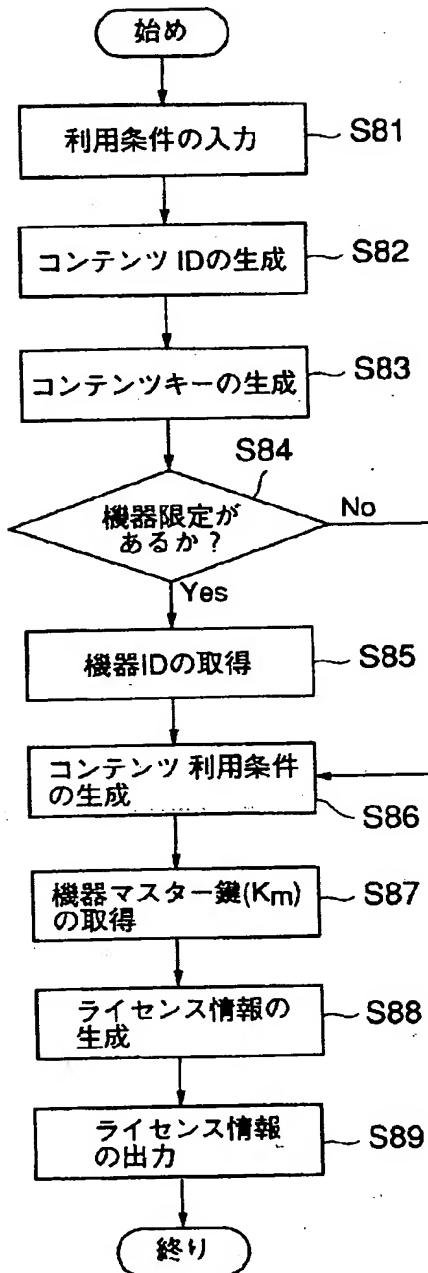 始め
利用条件の入力
S81
コンテンツ IDの生成
S82
コンテンツキーの生成
S83
S84
機器限定が
あるか？
No
Yes
機器IDの取得
S85
コンテンツ 利用条件
の生成
S86
機器マスター鍵(Km)
の取得
S87
ライセンス情報の
生成
S88
ライセンス情報
の出力
S89
終り